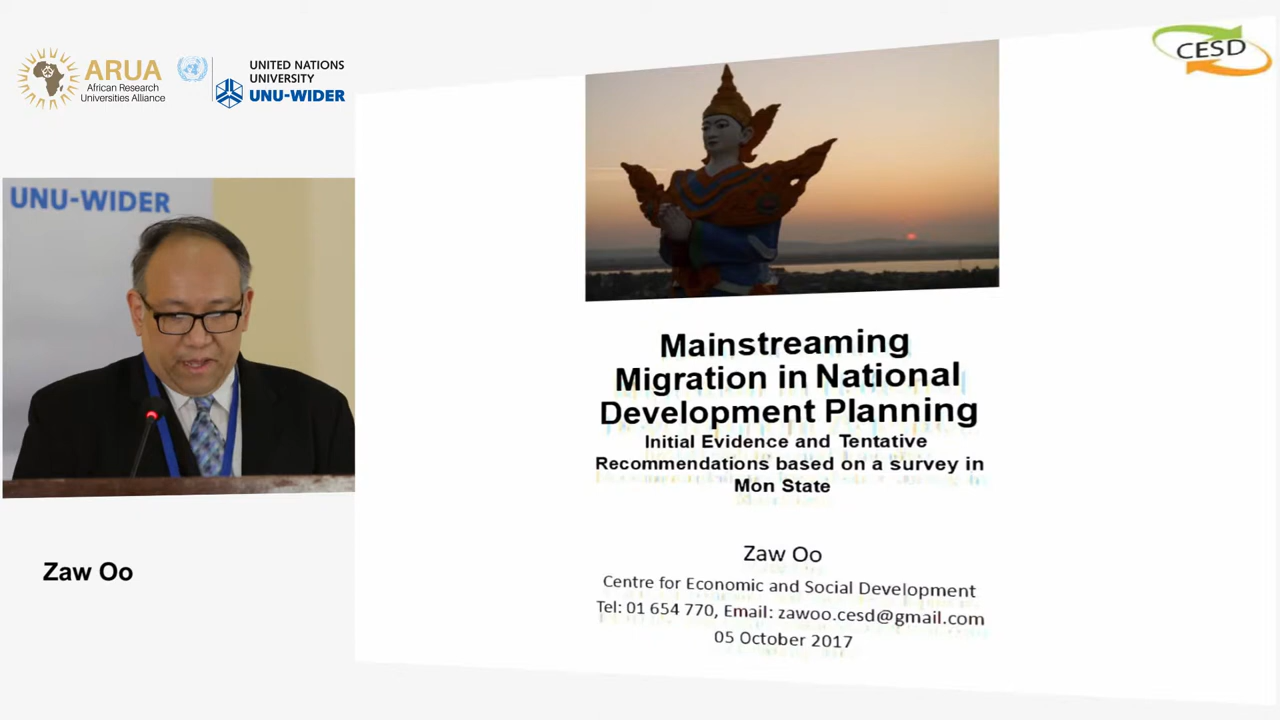 ARUA
African Research
Universities Alliance
UNITED NATIONS
UNIVERSITY
UNU-WIDER
CESD
UNU-WIDER
Mainstreaming
Migration in National
Development Planning
Initial Evidence and Tentative
Recommendations based on a survey in
Mon State
Zaw Oo
Centre for Economic and Social Development
Tel: 01 654 770, Email: zawoo.cesd@gmail.com
05 October 2017
Zaw Oo